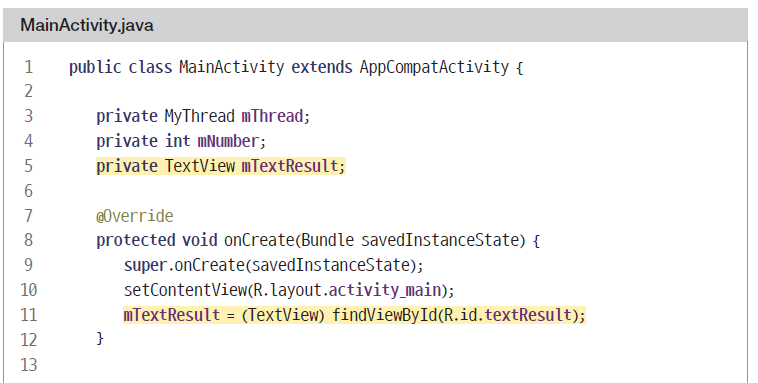 MainActivity.java
1 public class MainActivity extends AppCompatActivity {
2
3 private MyThread mThread;
4 private int mNumber;
5 private TextView mTextResult;
6
7 @Override
8 protected void onCreate(Bundle savedInstanceState) {
9 super.onCreate(savedInstanceState);
10 setContentView(R.layout.activity_main);
11 mTextResult = (TextView) findViewById(R.id.textResult);
12 }
13